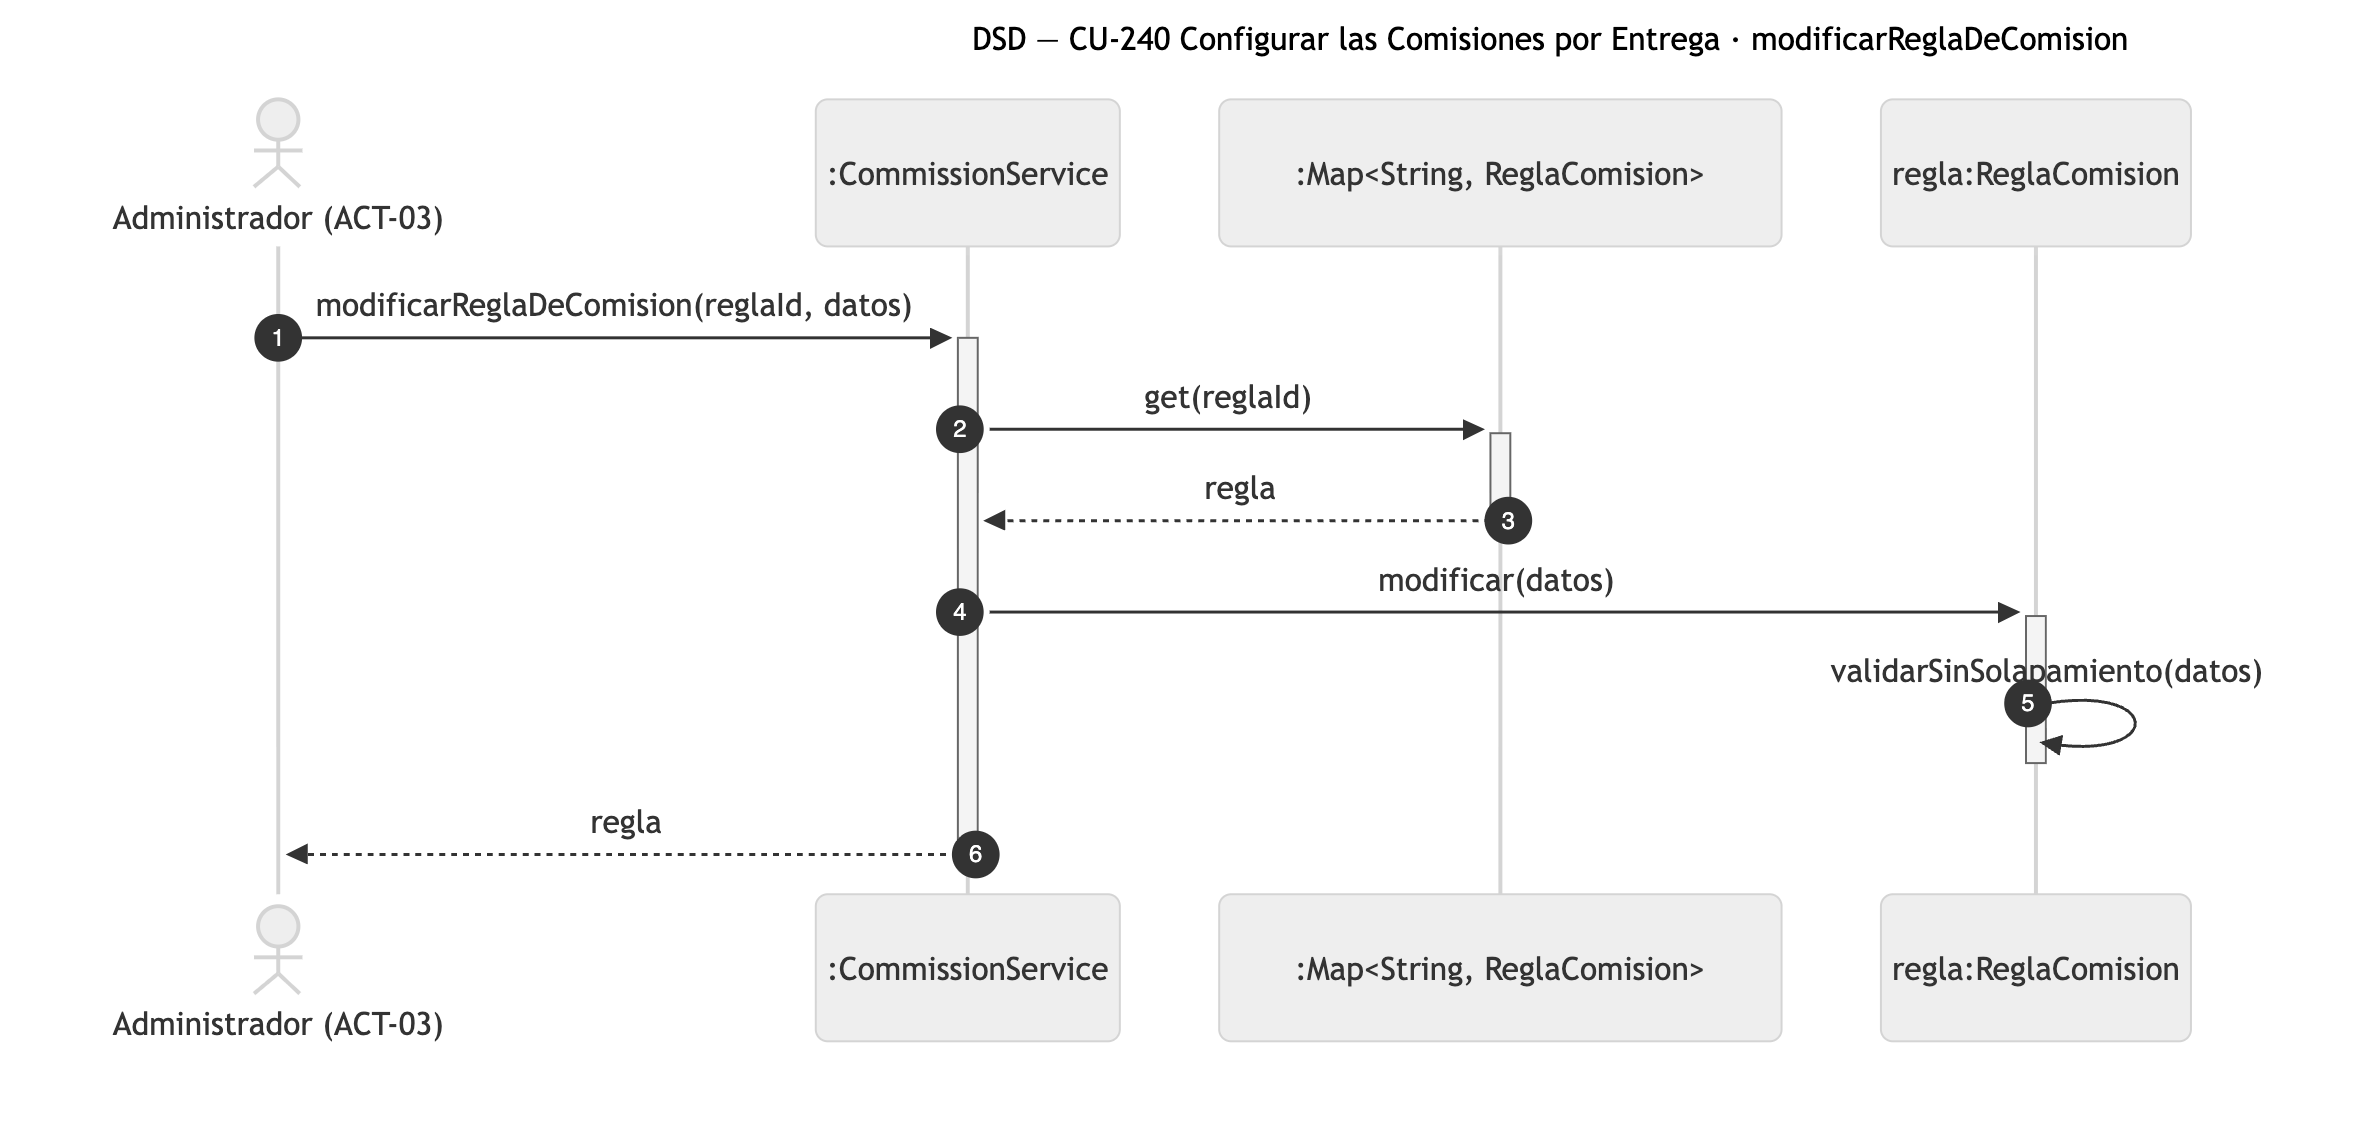 DSD — CU-240 Configurar las Comisiones por Entrega · modificarReglaDeComision
Administrador (ACT-03)
:CommissionService
:Map<String, ReglaComision>
regla:ReglaComision
modificarReglaDeComision(reglaId, datos)
1
get(reglaId)
2
regla
3
modificar(datos)
4
validarSinSolapamiento(datos)
5
regla
6
Administrador (ACT-03)
:CommissionService
:Map<String, ReglaComision>
regla:ReglaComision